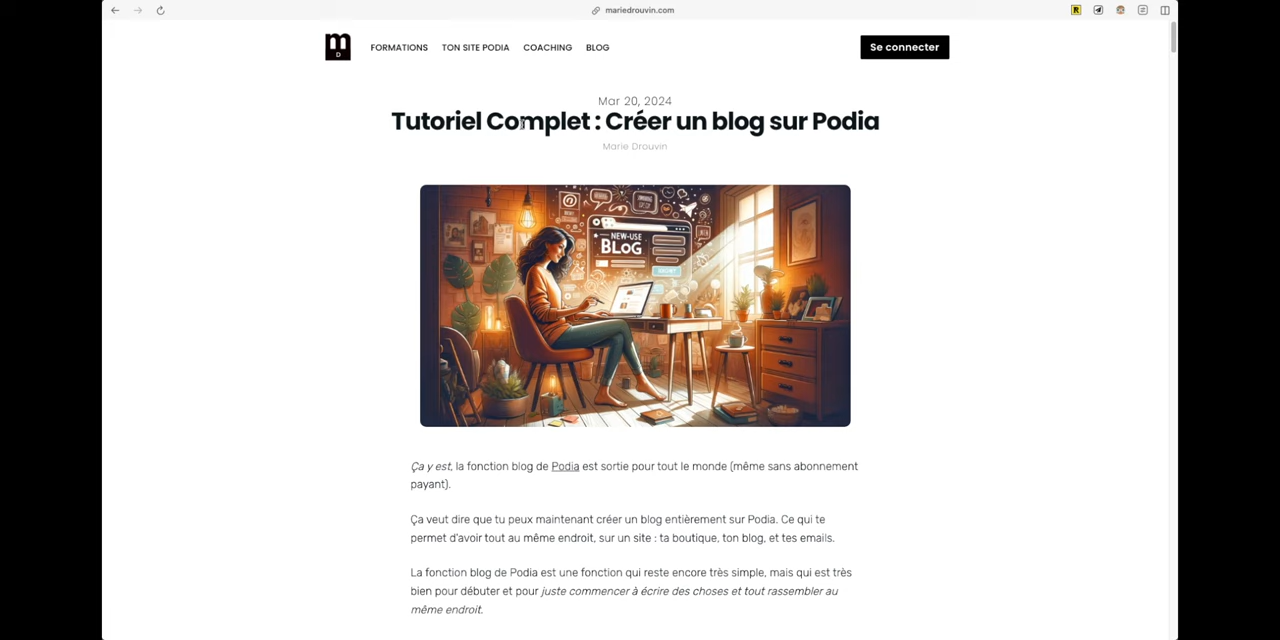 mariedrouvin.com
m
D
FORMATIONS TON SITE PODIA COACHING BLOG
Se connecter
Mar 20, 2024
Tutoriel Complet : Créer un blog sur Podia
Marie Drouvin
NEW-USE
BLOG
Ça y est, la fonction blog de Podia est sortie pour tout le monde (même sans abonnement
payant).
Ça veut dire que tu peux maintenant créer un blog entièrement sur Podia. Ce qui te
permet d'avoir tout au même endroit, sur un site : ta boutique, ton blog, et tes emails.
La fonction blog de Podia est une fonction qui reste encore très simple, mais qui est très
bien pour débuter et pour juste commencer à écrire des choses et tout rassembler au
même endroit.